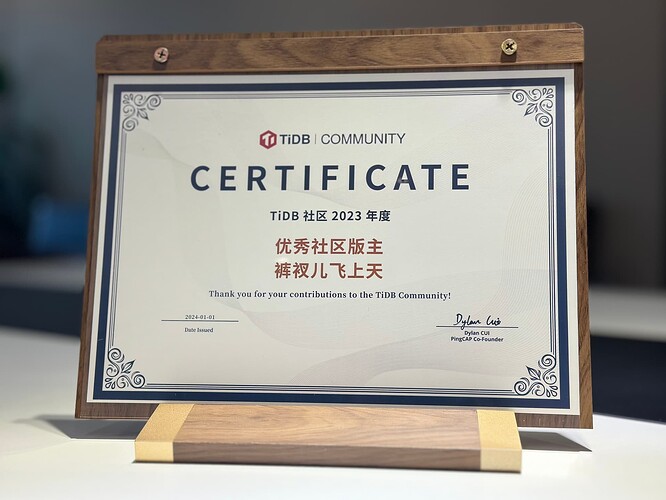 TiDB | COMMUNITY
CERTIFICATE
TiDB 社区 2023 年度
优秀社区版主
裤衩儿飞上天
Thank you for your contributions to the TiDB Community!
2024-01-01
Date Issued
Dylan Cui
Dylan CUI
PingCAP Co-Founder